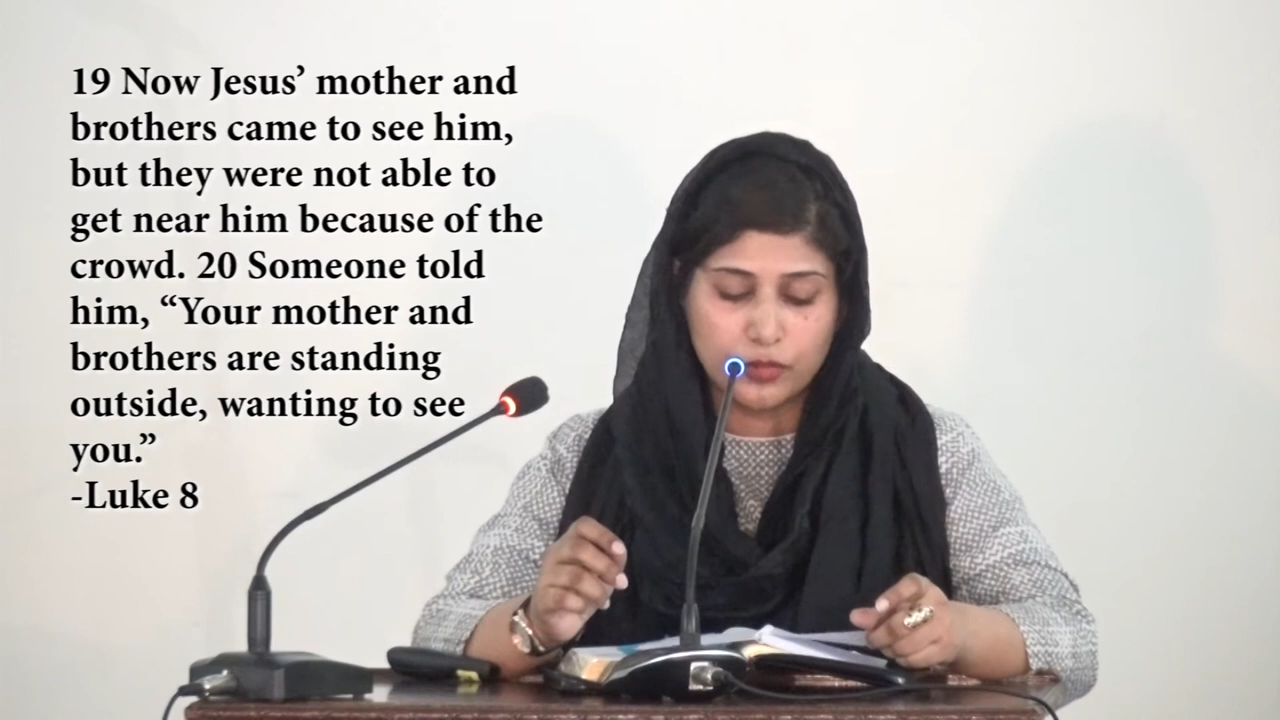 19 Now Jesus’ mother and
brothers came to see him,
but they were not able to
get near him because of the
crowd. 20 Someone told
him, “Your mother and
brothers are standing
outside, wanting to see
you.”
-Luke 8